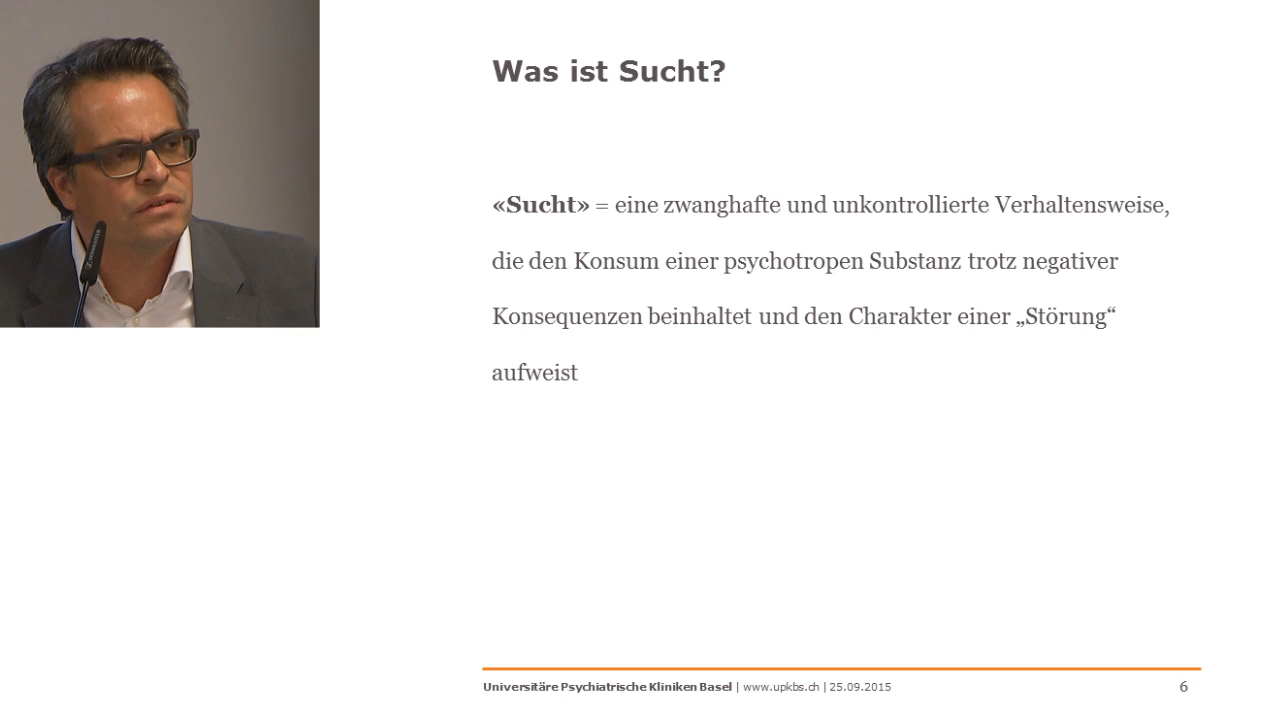 Was ist Sucht?
«Sucht» = eine zwanghafte und unkontrollierte Verhaltensweise,
die den Konsum einer psychotropen Substanz trotz negativer
Konsequenzen beinhaltet und den Charakter einer „Störung“
aufweist
Universitäre Psychiatrische Kliniken Basel | www.upkbs.ch | 25.09.2015 6